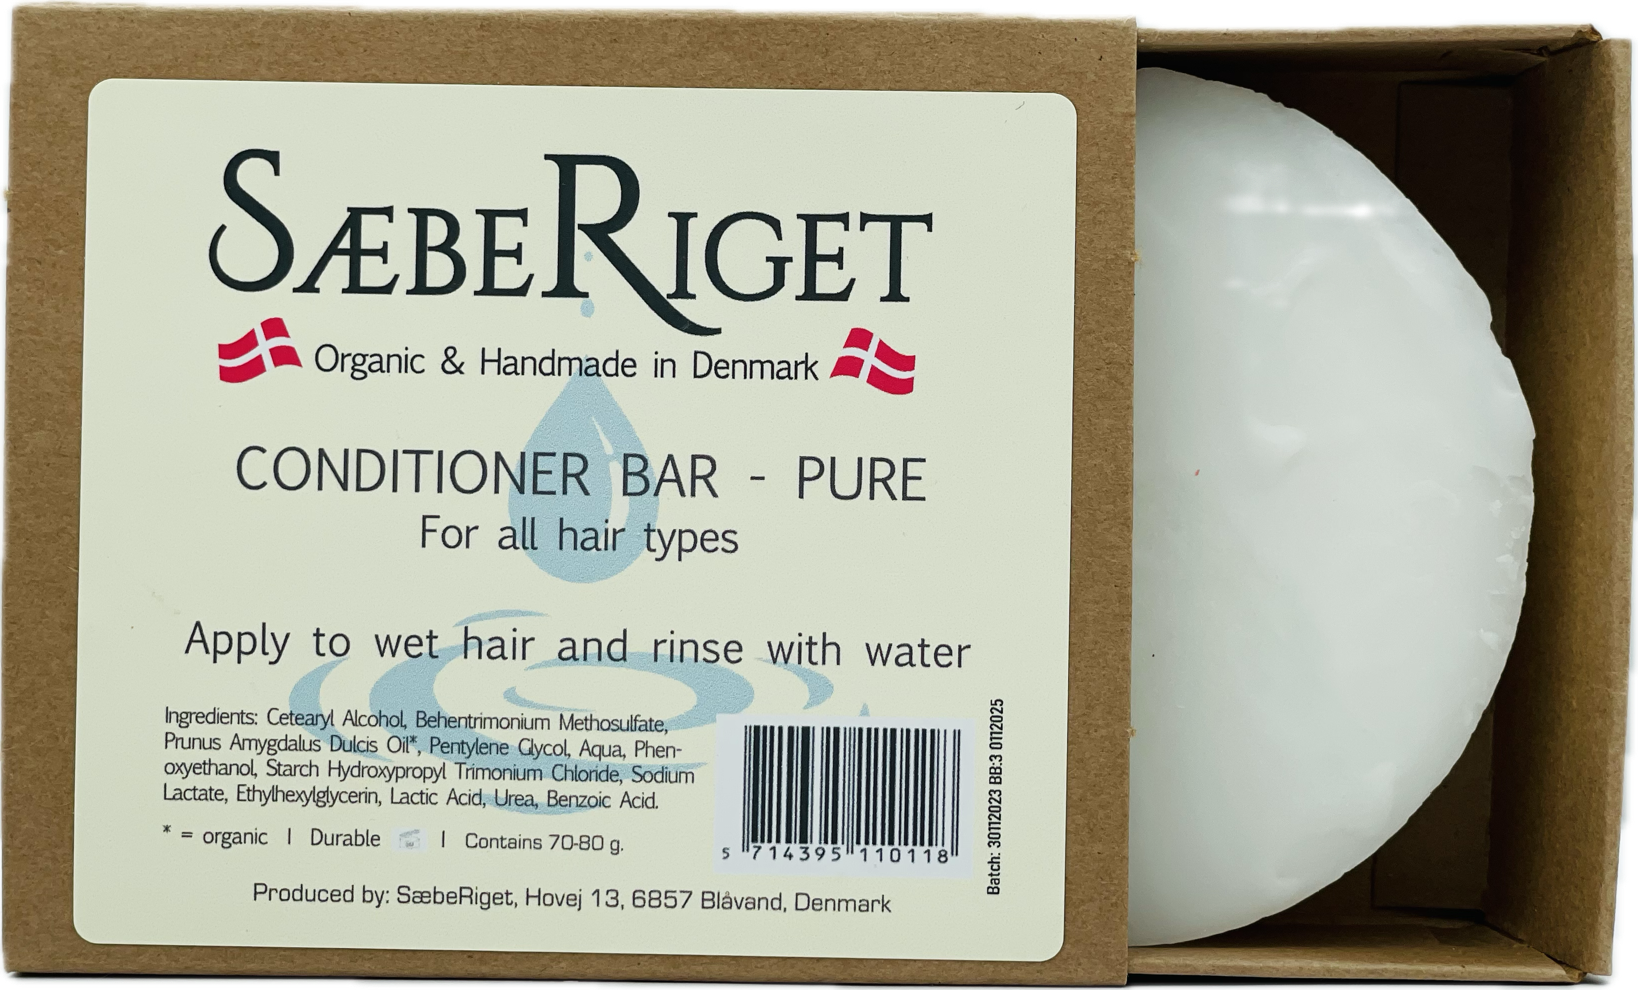 SÆBERIGET
Organic & Handmade in Denmark
CONDITIONER BAR - PURE
For all hair types
Apply to wet hair and rinse with water
Ingredients: Cetearyl Alcohol, Behentrimonium Methosulfate,
Prunus Amygdalus Dulcis Oil*, Pentylene Glycol, Aqua, Phen-
oxyethanol, Starch Hydroxypropyl Trimonium Chloride, Sodium
Lactate, Ethylhexylglycerin, Lactic Acid, Urea, Benzoic Acid.
* = organic | Durable | Contains 70-80 g.
5 714395 110118
Batch: 30112023 BB:3 0112025
Produced by: SæbeRiget, Hovej 13, 6857 Blåvand, Denmark